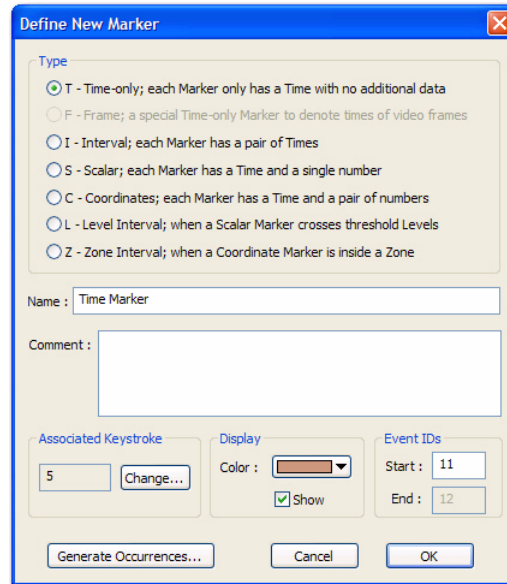 Define New Marker
Type
T - Time-only; each Marker only has a Time with no additional data
F - Frame; a special Time-only Marker to denote times of video frames
I - Interval; each Marker has a pair of Times
S - Scalar; each Marker has a Time and a single number
C - Coordinates; each Marker has a Time and a pair of numbers
L - Level Interval; when a Scalar Marker crosses threshold Levels
Z - Zone Interval; when a Coordinate Marker is inside a Zone
Name : Time Marker
Comment :
Associated Keystroke
5 Change...
Display
Color :
Show
Event IDs
Start : 11
End : 12
Generate Occurrences... Cancel OK